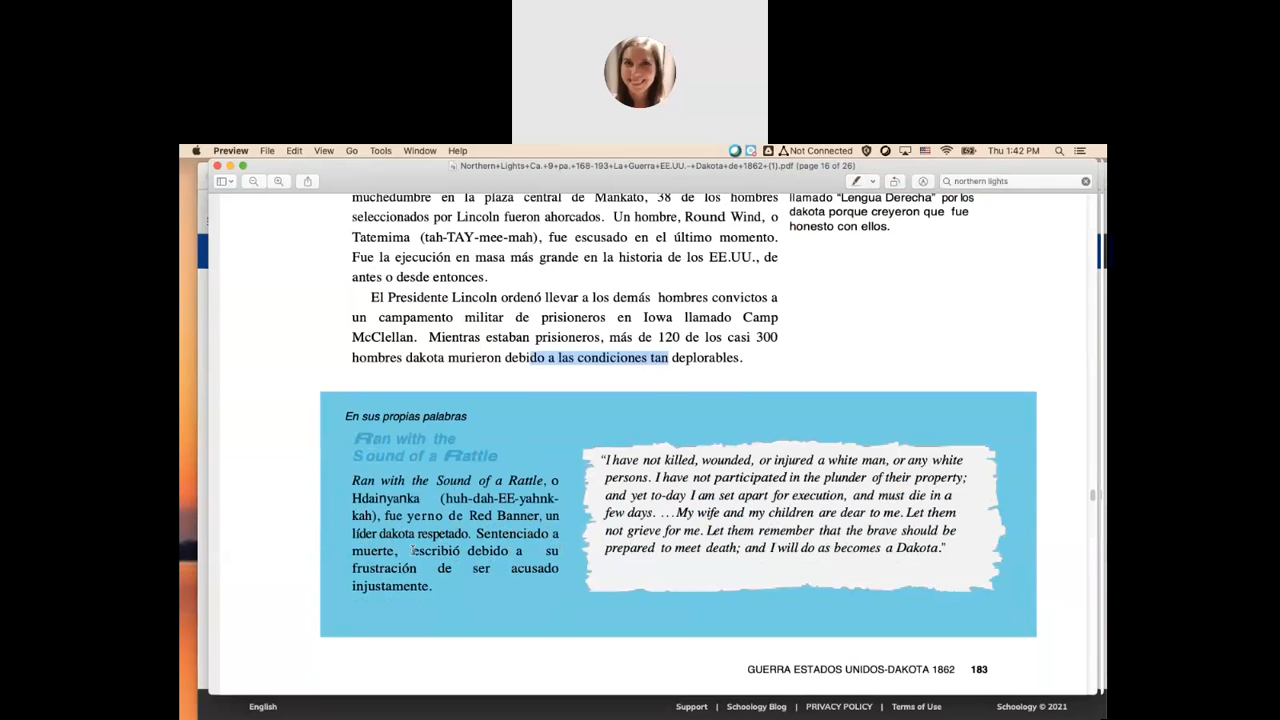 Preview File Edit View Go Tools Window Help
Not Connected
Thu 1:42 PM
Northern+Lights+Ca.+9+pa.+168-193+La+Guerra+EE.UU.-+Dakota+de+1862+(1).pdf (page 16 of 26)
northern lights
muchedumbre en la plaza central de Mankato, 38 de los hombres
seleccionados por Lincoln fueron ahorcados. Un hombre, Round Wind, o
Tatemima (tah-TAY-mee-mah), fue escusado en el último momento.
Fue la ejecución en masa más grande en la historia de los EE.UU., de
antes o desde entonces.
El Presidente Lincoln ordenó llevar a los demás hombres convictos a
un campamento militar de prisioneros en Iowa llamado Camp
McClellan. Mientras estaban prisioneros, más de 120 de los casi 300
hombres dakota murieron debido a las condiciones tan deplorables.
llamado “Lengua Derecha” por los
dakota porque creyeron que fue
honesto con ellos.
En sus propias palabras
Ran with the
Sound of a Rattle
Ran with the Sound of a Rattle, o
Hdainyanka (huh-dah-EE-yahnk-
kah), fue yerno de Red Banner, un
líder dakota respetado. Sentenciado a
muerte, escribió debido a su
frustración de ser acusado
injustamente.
“I have not killed, wounded, or injured a white man, or any white
persons. I have not participated in the plunder of their property;
and yet to-day I am set apart for execution, and must die in a
few days. ...My wife and my children are dear to me. Let them
not grieve for me. Let them remember that the brave should be
prepared to meet death; and I will do as becomes a Dakota.”
GUERRA ESTADOS UNIDOS-DAKOTA 1862 183
English
Support | Schoology Blog | PRIVACY POLICY | Terms of Use
Schoology © 2021